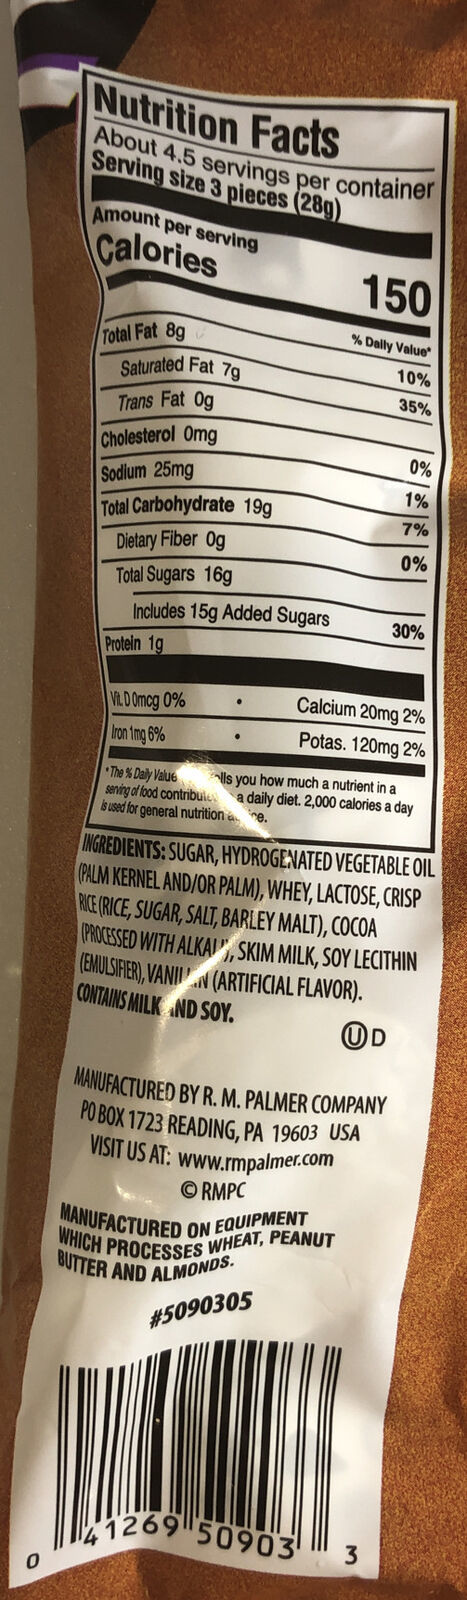 Nutrition Facts
About 4.5 servings per container
Serving size 3 pieces (28g)
Amount per serving
Calories 150
% Daily Value*
Total Fat 8g 10%
Saturated Fat 7g 35%
Trans Fat 0g
Cholesterol 0mg 0%
Sodium 25mg 1%
Total Carbohydrate 19g 7%
Dietary Fiber 0g 0%
Total Sugars 16g
Includes 15g Added Sugars 30%
Protein 1g
Vit. D 0mcg 0% • Calcium 20mg 2%
Iron 1mg 6% • Potas. 120mg 2%
*The % Daily Value you how much a nutrient in a
serving of food a daily diet. 2,000 calories a day
is used for general nutrition
INGREDIENTS: SUGAR, HYDROGENATED VEGETABLE OIL
(PALM KERNEL AND/OR PALM), WHEY, LACTOSE, CRISP
RICE (RICE, SUGAR, SALT, BARLEY MALT), COCOA
(PROCESSED WITH ALKALI), SKIM MILK, SOY LECITHIN
(EMULSIFIER), VANILLIN (ARTIFICIAL FLAVOR).
CONTAINS MILK AND SOY.
Ⓤ D
MANUFACTURED BY R. M. PALMER COMPANY
PO BOX 1723 READING, PA 19603 USA
VISIT US AT: www.rmpalmer.com
© RMPC
MANUFACTURED ON EQUIPMENT
WHICH PROCESSES WHEAT, PEANUT
BUTTER AND ALMONDS.
#5090305
0 41269 50903 3